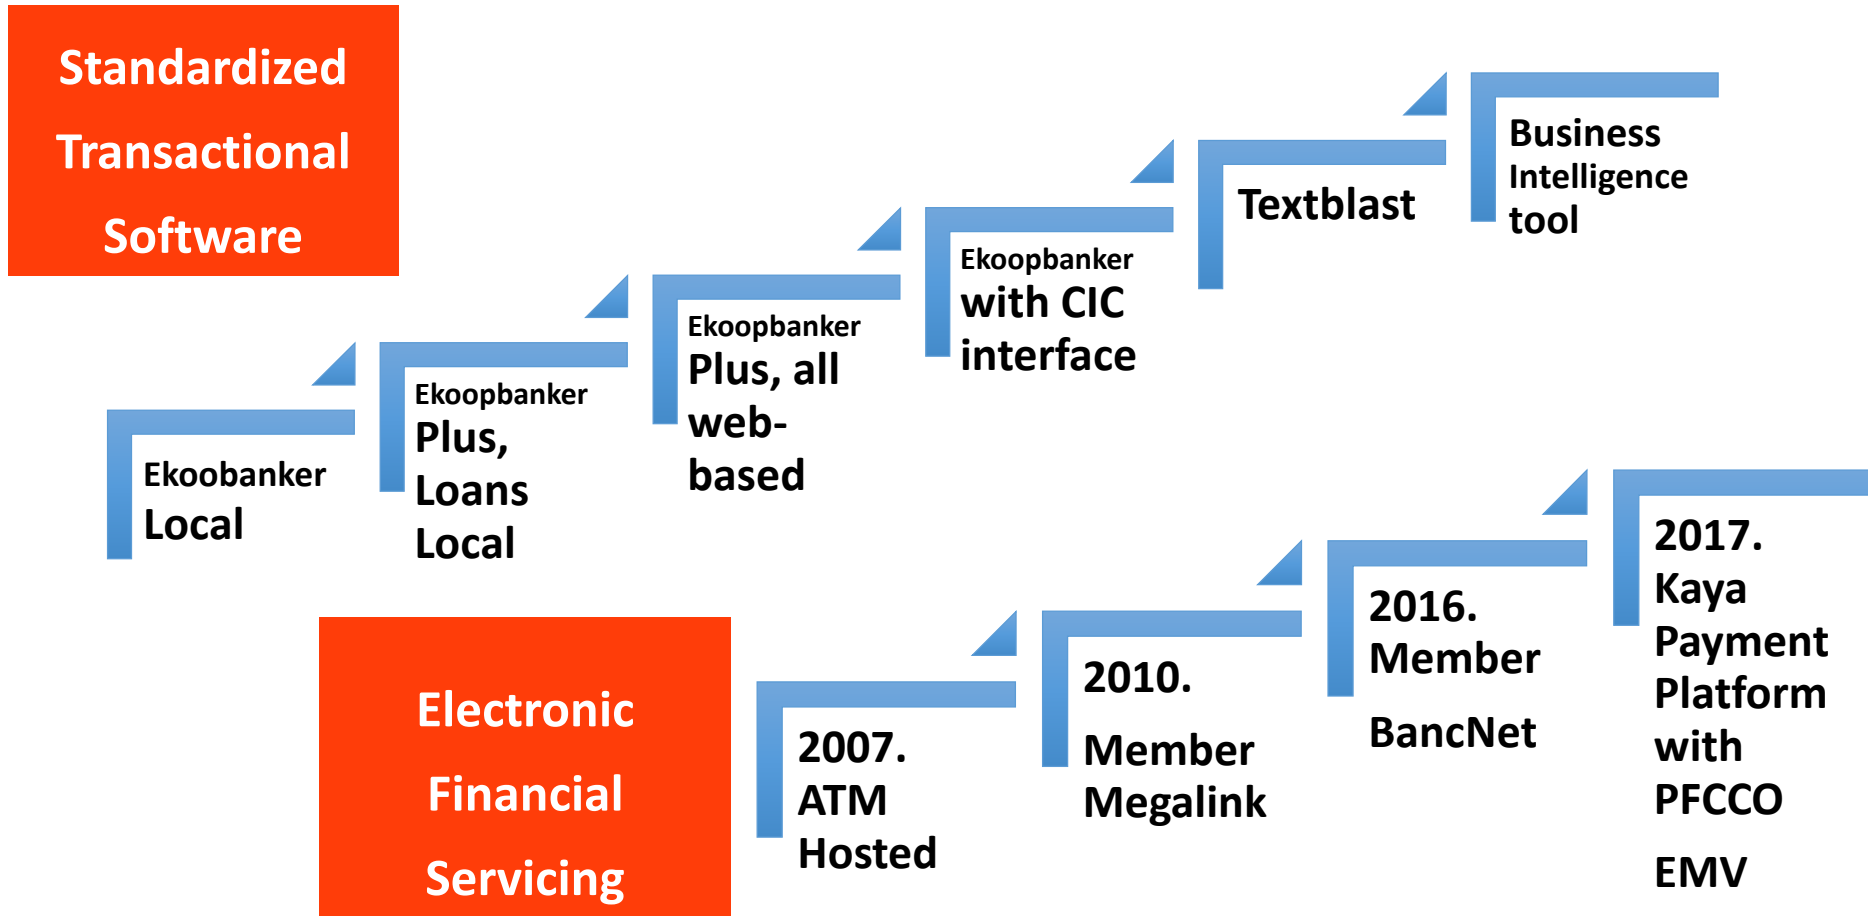 Standardized
Transactional
Software
Ekoobanker
Local
Ekoopbanker
Plus,
Loans
Local
Ekoopbanker
Plus, all
web-
based
Ekoopbanker
with CIC
interface
Textblast
Business
Intelligence
tool
Electronic
Financial
Servicing
2007.
ATM
Hosted
2010.
Member
Megalink
2016.
Member
BancNet
2017.
Kaya
Payment
Platform
with
PFCCO
EMV